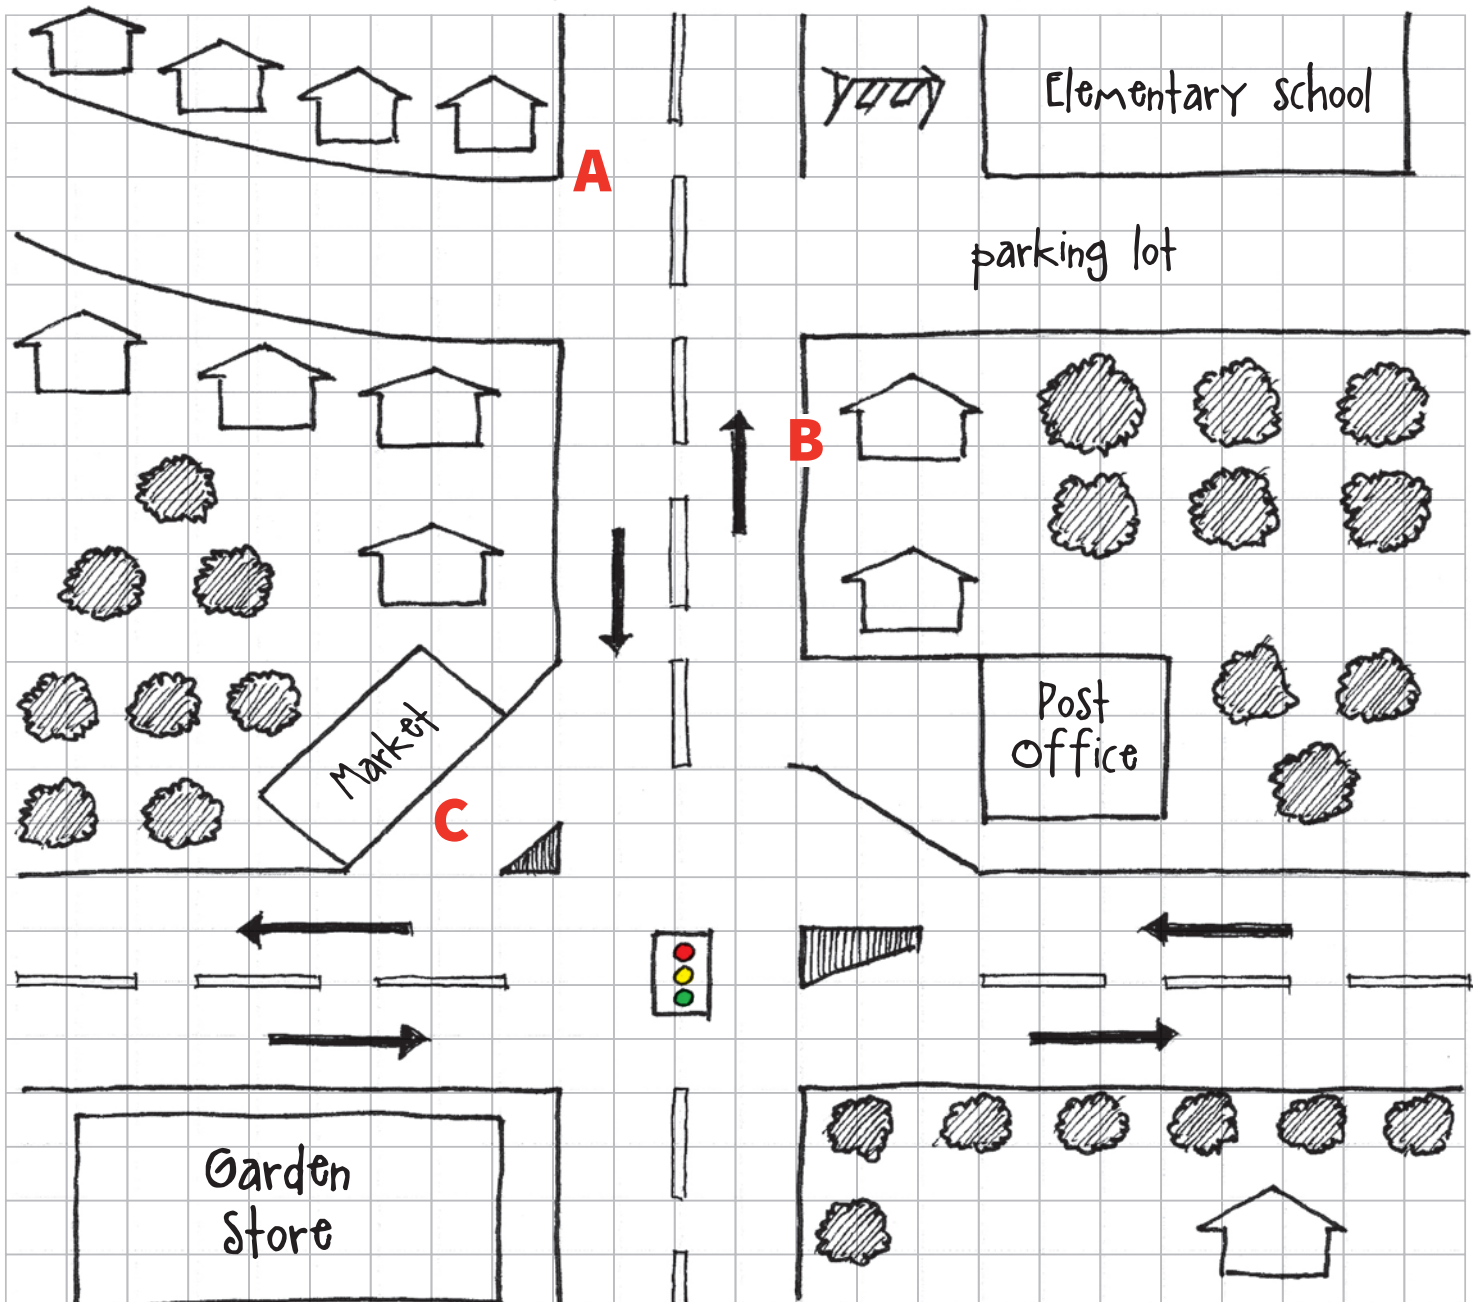 Elementary school
A
parking lot
B
Post
Office
Market
C
Garden
Store